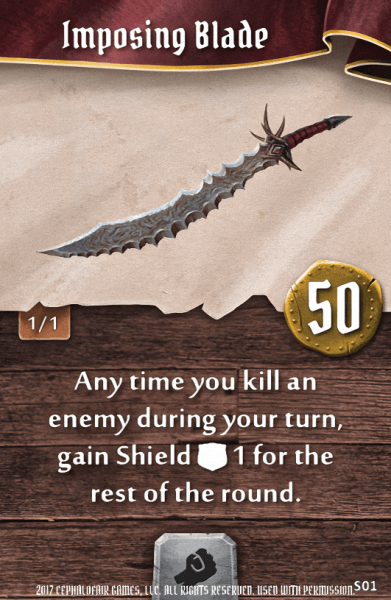 Imposing Blade
50
1/1
Any time you kill an
enemy during your turn,
gain Shield 1 for the
rest of the round.
2017 CEPHALOFAIR GAMES, LLC. ALL RIGHTS RESERVED. USED WITH PERMISSION S01